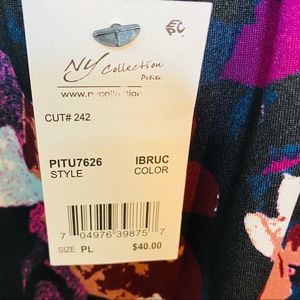 NY Collection
Petite
www.nycollection
CUT# 242
PITU7626 IBRUC
STYLE COLOR
7 04976 39875 7
SIZE PL $40.00